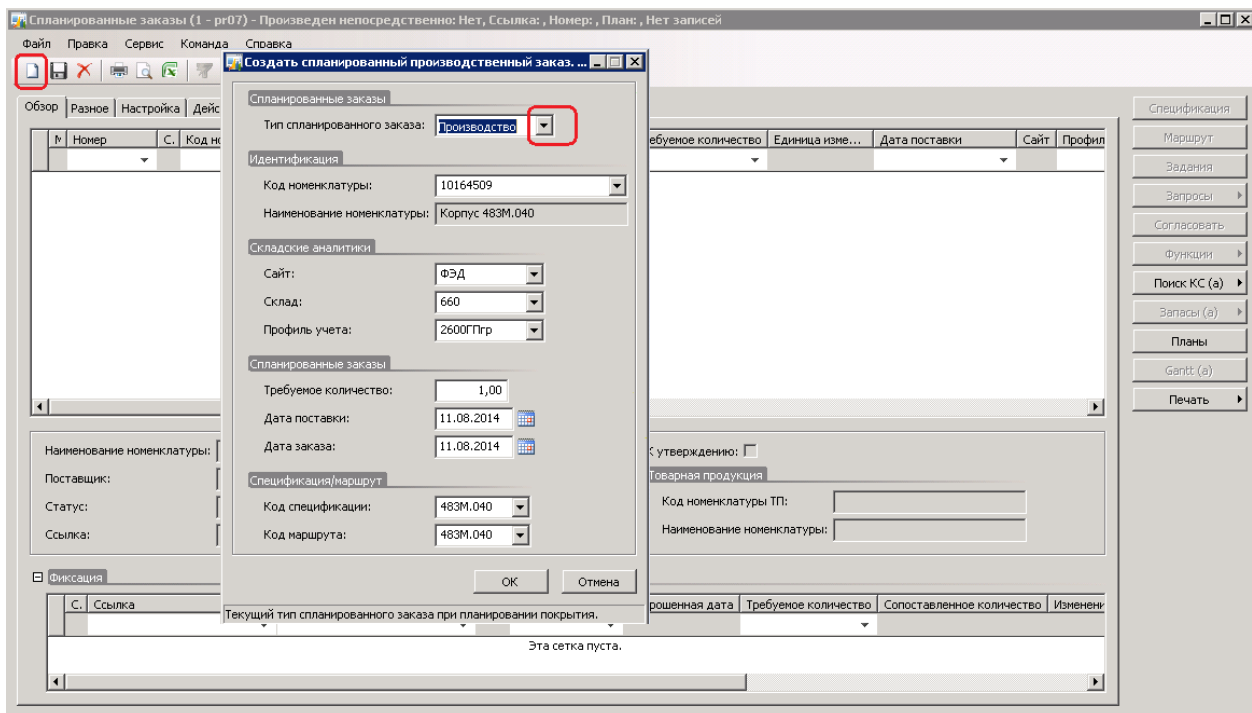 Спланированные заказы (1 - pr07) - Произведен непосредственно: Нет, Ссылка: , Номер: , План: , Нет записей
Файл Правка Сервис Команда Справка
Создать спланированный производственный заказ. ...
Обзор Разное Настройка Дейс
N Номер С. Код но
ебуемое количество Единица изме... Дата поставки Сайт Профил
Спланированные заказы
Тип спланированного заказа: Производство
Идентификация
Код номенклатуры: 10164509
Наименование номенклатуры: Корпус 483М.040
Складские аналитики
Сайт: ФЭД
Склад: 660
Профиль учета: 2600ГПгр
Спланированные заказы
Требуемое количество: 1,00
Дата поставки: 11.08.2014
Дата заказа: 11.08.2014
Спецификация/маршрут
Код спецификации: 483М.040
Код маршрута: 483М.040
ОК Отмена
Текущий тип спланированного заказа при планировании покрытия.
Спецификация
Маршрут
Задания
Запросы
Согласовать
Функции
Поиск КС (а)
Запасы (а)
Планы
Gantt (а)
Печать
Наименование номенклатуры:
Поставщик:
Статус:
Ссылка:
К утверждению:
Товарная продукция
Код номенклатуры ТП:
Наименование номенклатуры:
Фиксация
С. Ссылка
рошенная дата Требуемое количество Сопоставленное количество Изменени
Эта сетка пуста.